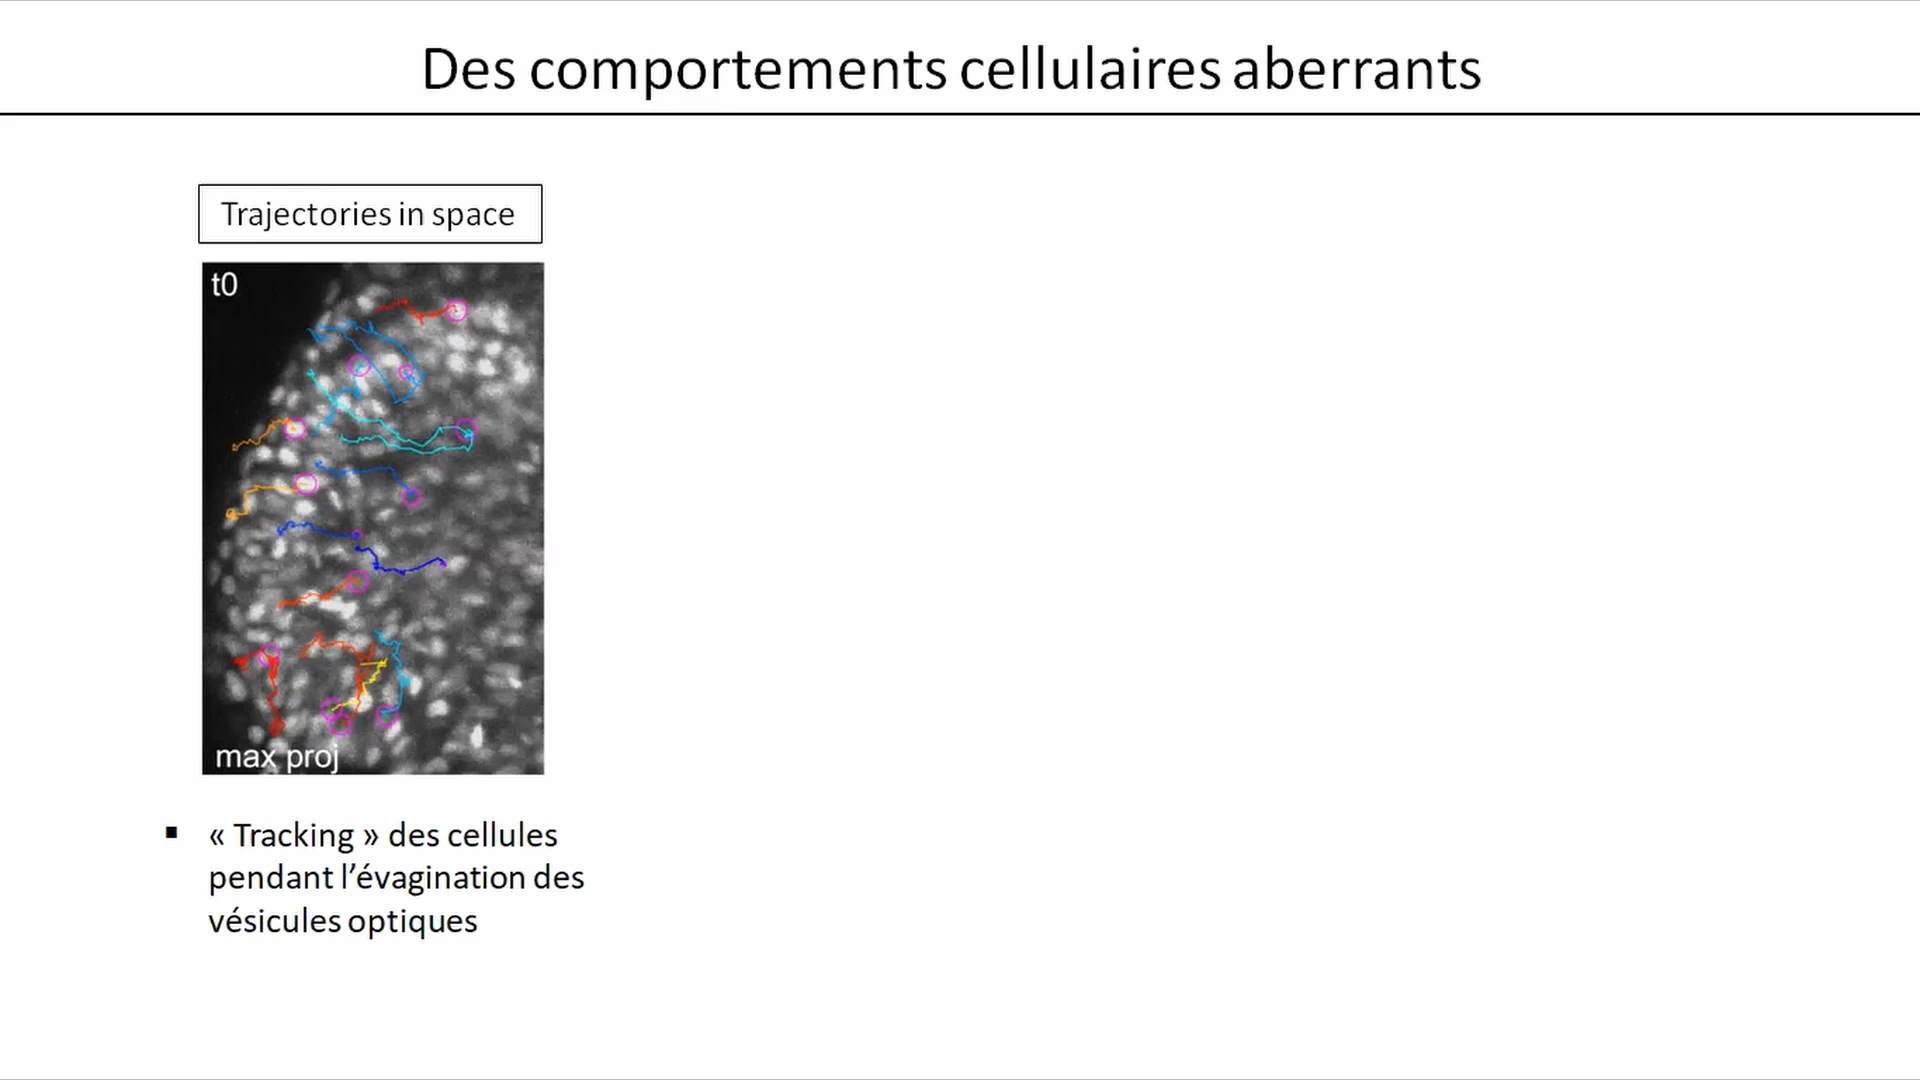 Des comportements cellulaires aberrants
Trajectories in space
t0
max proj
▪ « Tracking » des cellules
pendant l’évagination des
vésicules optiques